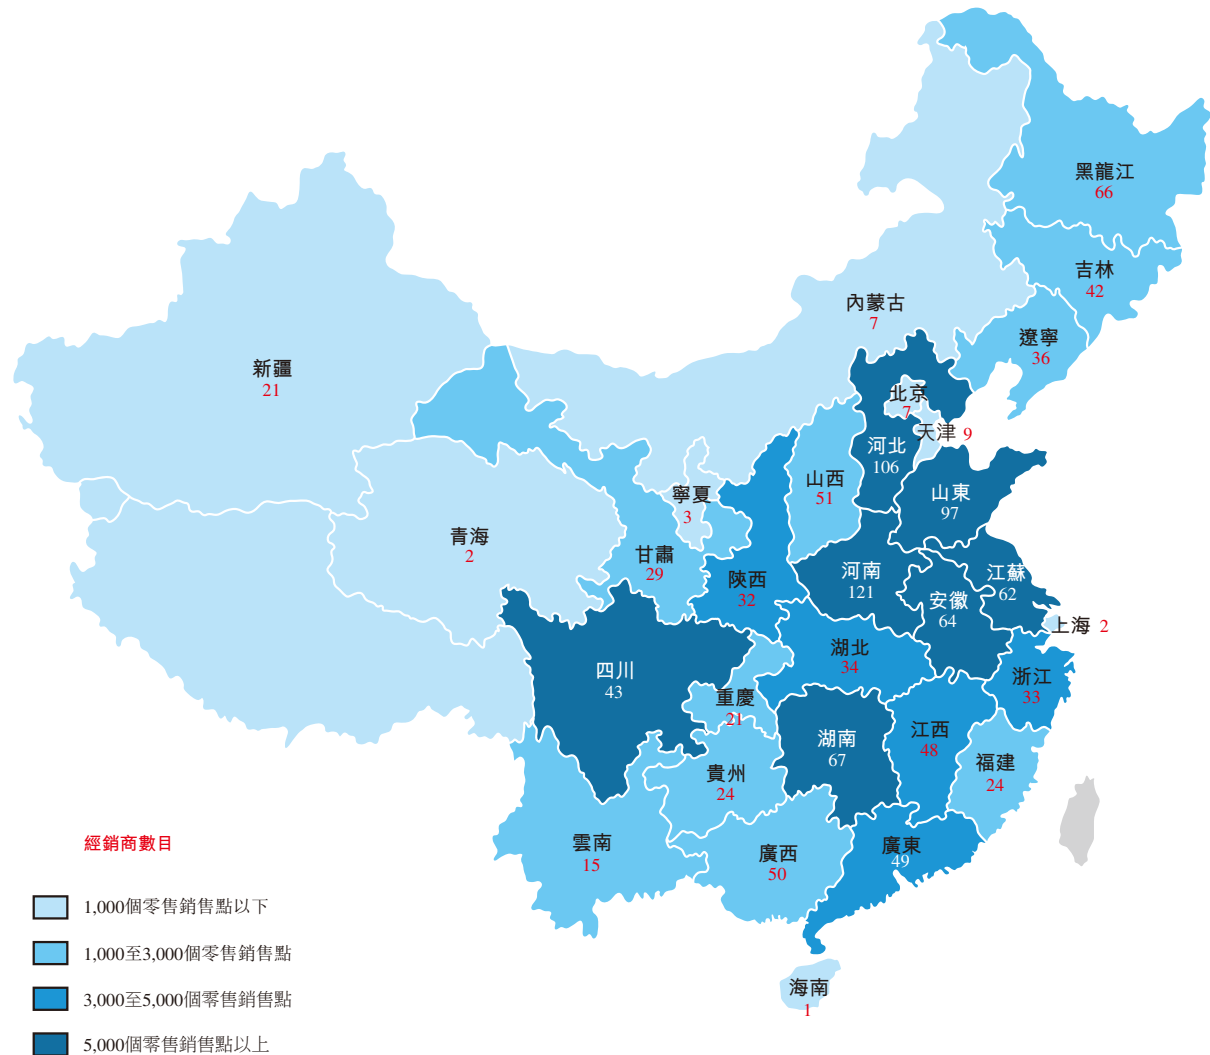 黑龍江
66
吉林
42
內蒙古
7
遼寧
36
新疆
21
北京
7
天津 9
河北
106
山西
51
山東
97
寧夏
3
青海
2
甘肅
29
陝西
32
河南
121
江蘇
62
安徽
64
上海 2
湖北
34
四川
43
浙江
33
重慶
21
江西
48
湖南
67
福建
24
貴州
24
雲南
15
廣東
49
廣西
50
海南
1
經銷商數目
1,000個零售銷售點以下
1,000至3,000個零售銷售點
3,000至5,000個零售銷售點
5,000個零售銷售點以上